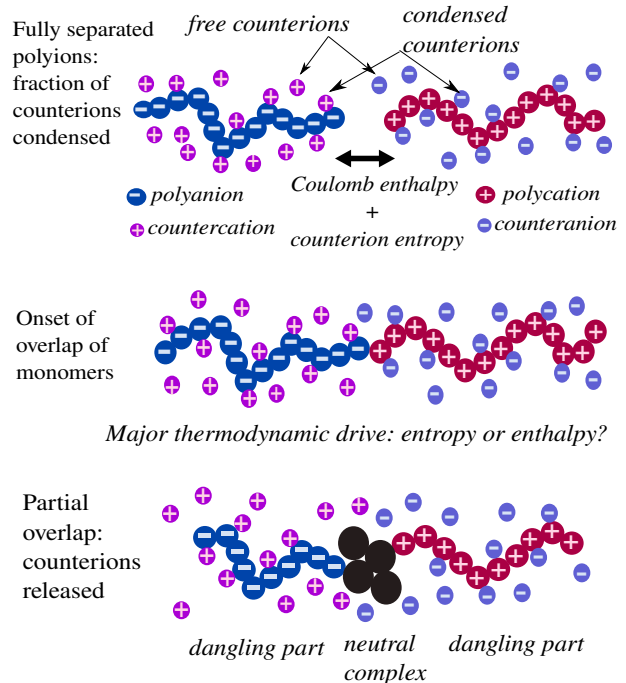 Fully separated
polyions:
fraction of
counterions
condensed
free counterions
condensed
counterions
Coulomb enthalpy
+
counterion entropy
polyanion
countercation
polycation
counteranion
Onset of
overlap of
monomers
Major thermodynamic drive: entropy or enthalpy?
Partial
overlap:
counterions
released
dangling part
neutral
complex
dangling part